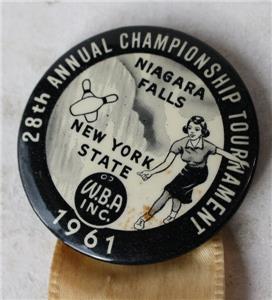 28th ANNUAL CHAMPIONSHIP TOURNAMENT
NIAGARA
FALLS
NEW YORK
STATE
W.B.A
INC.
1961